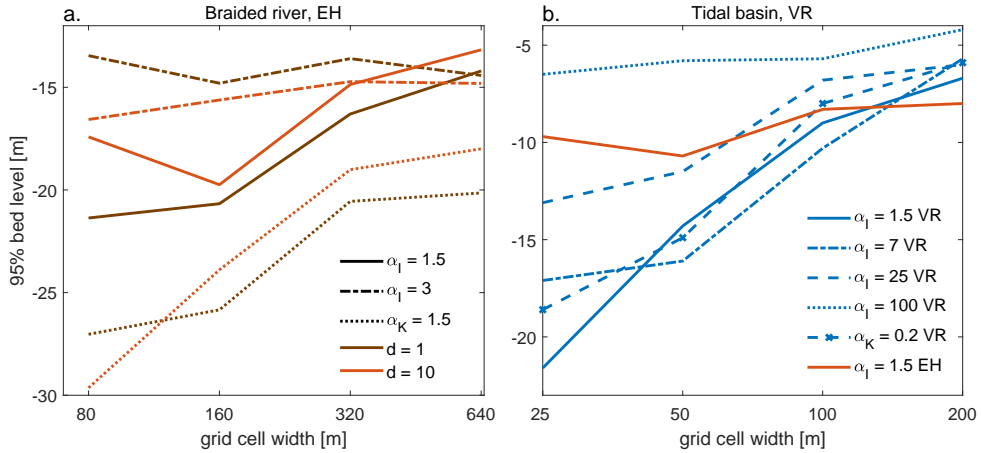 a.
Braided river, EH
95% bed level [m]
-15
-20
-25
-30
80
160
320
640
grid cell width [m]
α_I = 1.5
α_I = 3
α_K = 1.5
d = 1
d = 10
b.
Tidal basin, VR
-5
-10
-15
-20
25
50
100
200
grid cell width [m]
α_I = 1.5 VR
α_I = 7 VR
α_I = 25 VR
α_I = 100 VR
α_K = 0.2 VR
α_I = 1.5 EH